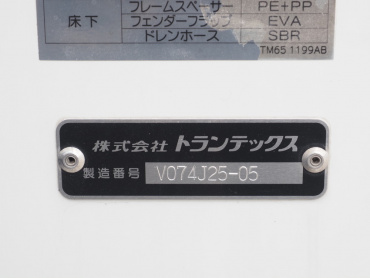 フレームスペーサー PE+PP
床下 フェンダーフラップ EVA
ドレンホース SBR
TM65 1199AB
株式会社 トランテックス
製造番号 V074J25-05